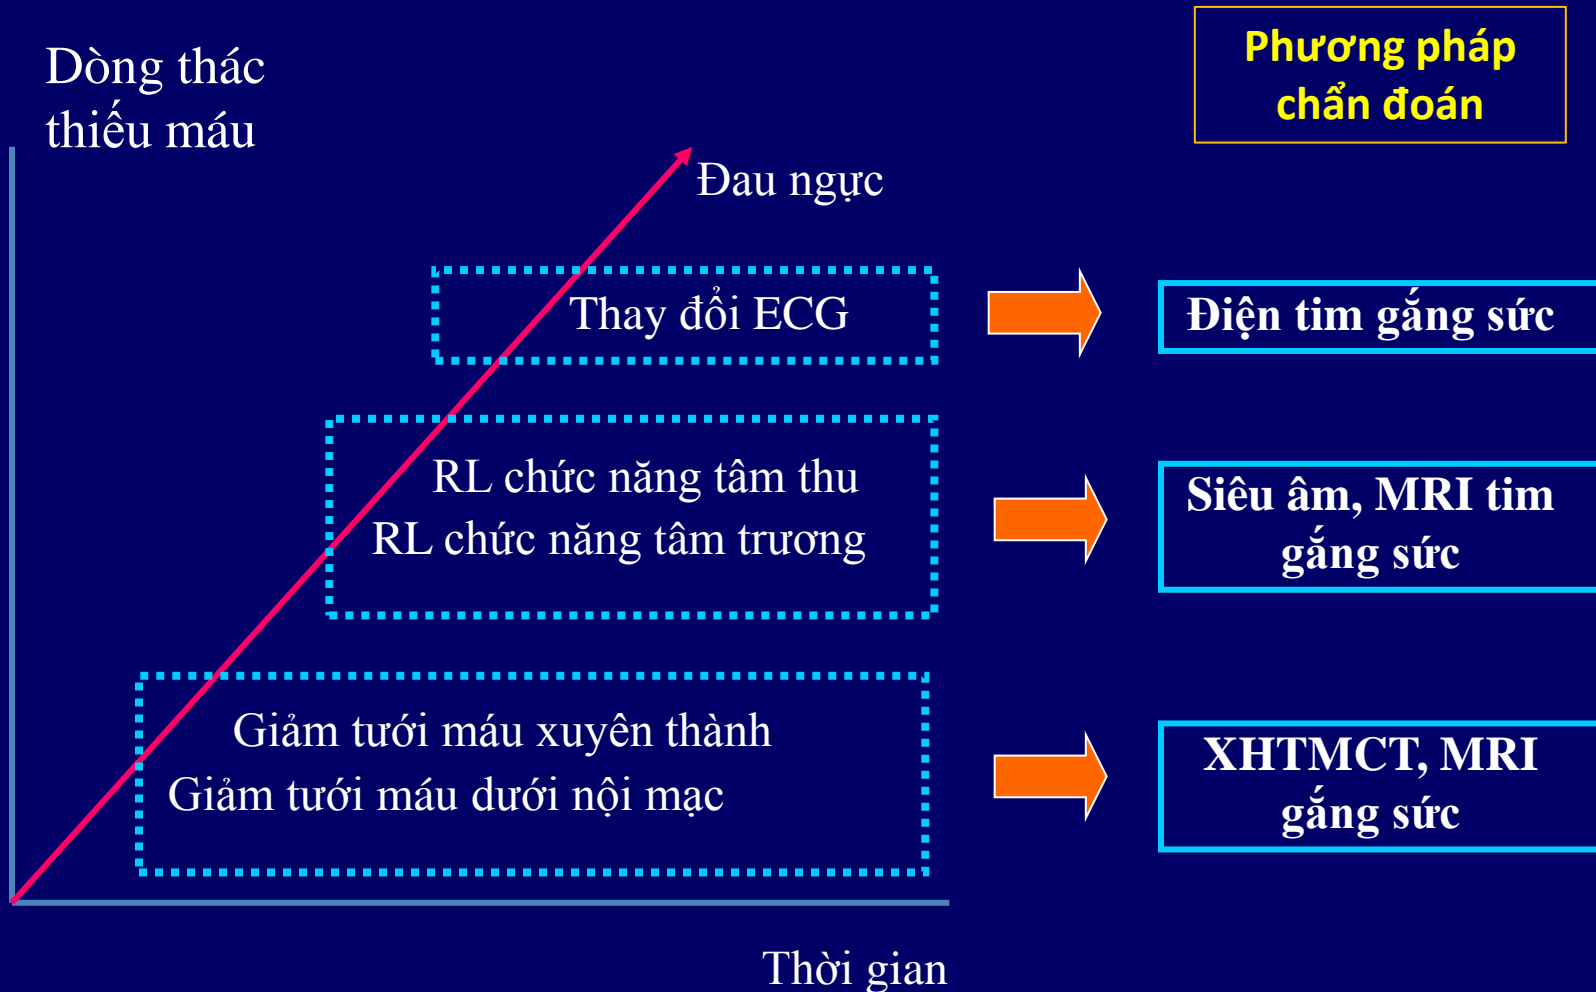 Dòng thác
thiếu máu
Phương pháp
chẩn đoán
Đau ngực
Thay đổi ECG
Điện tim gắng sức
RL chức năng tâm thu
RL chức năng tâm trương
Siêu âm, MRI tim
gắng sức
Giảm tưới máu xuyên thành
Giảm tưới máu dưới nội mạc
XHTMCT, MRI
gắng sức
Thời gian